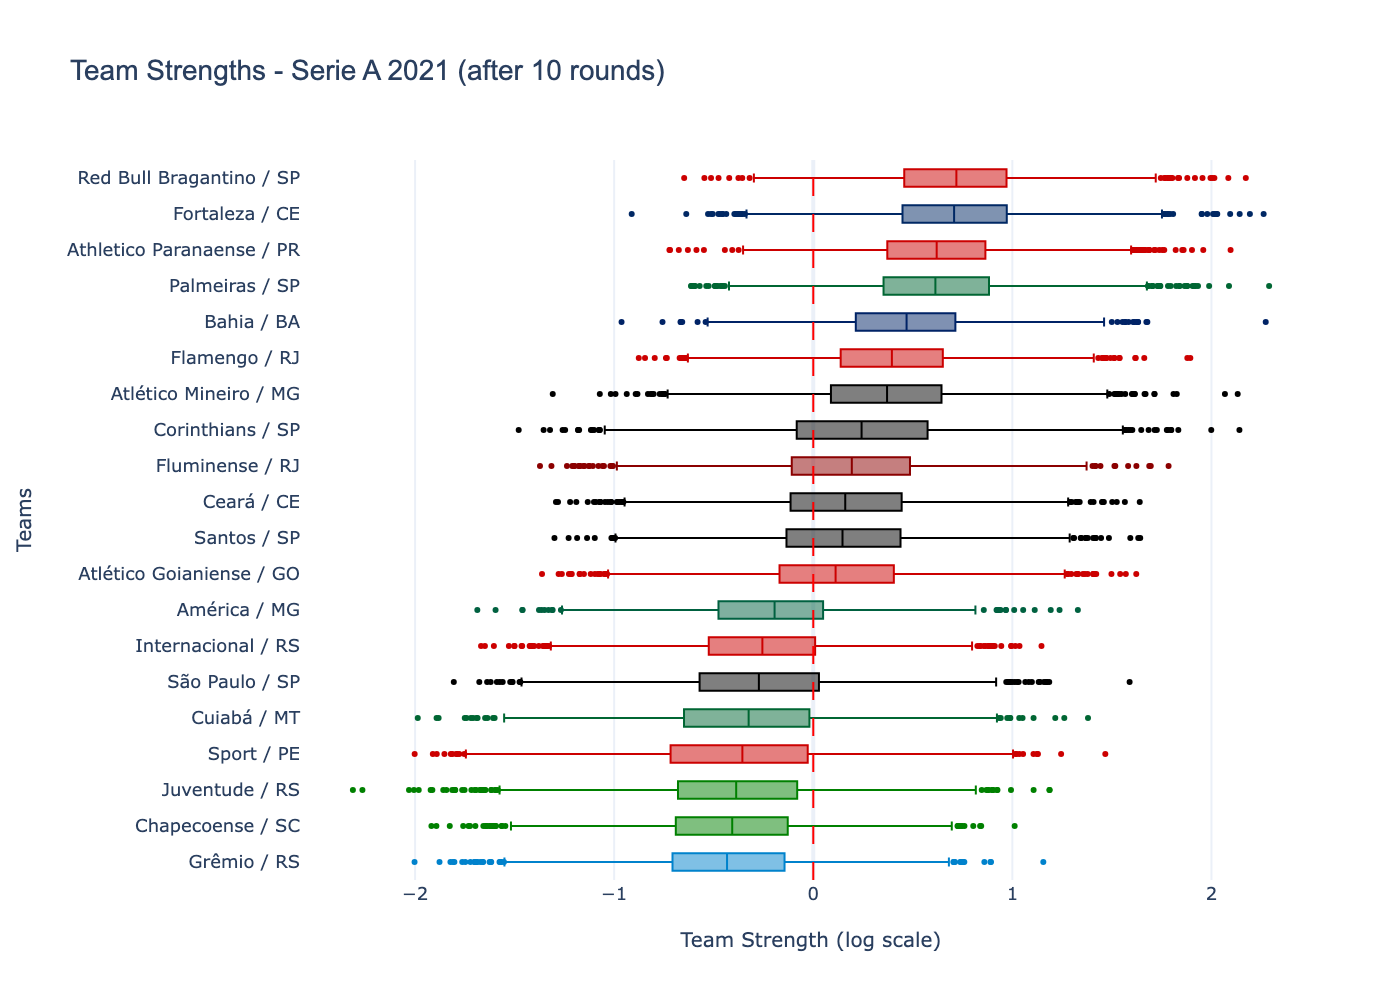 Team Strengths - Serie A 2021 (after 10 rounds)
Red Bull Bragantino / SP
Fortaleza / CE
Athletico Paranaense / PR
Palmeiras / SP
Bahia / BA
Flamengo / RJ
Atlético Mineiro / MG
Corinthians / SP
Fluminense / RJ
Ceará / CE
Santos / SP
Atlético Goianiense / GO
América / MG
Internacional / RS
São Paulo / SP
Cuiabá / MT
Sport / PE
Juventude / RS
Chapecoense / SC
Grêmio / RS
Teams
−2 −1 0 1 2
Team Strength (log scale)